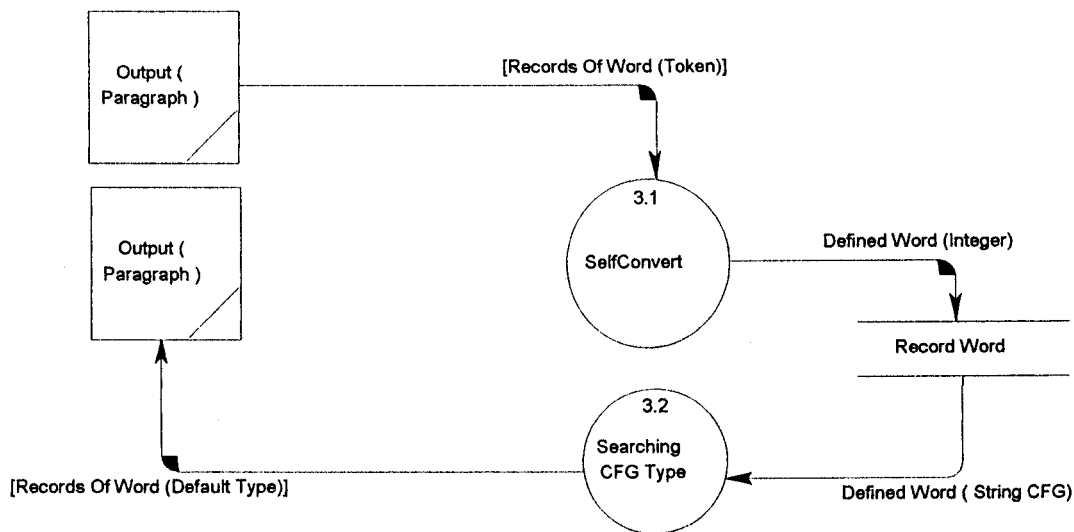 Output (
Paragraph )
[Records Of Word (Token)]
3.1
SelfConvert
Defined Word (Integer)
Output (
Paragraph )
Record Word
3.2
Searching
CFG Type
[Records Of Word (Default Type)]
Defined Word ( String CFG)